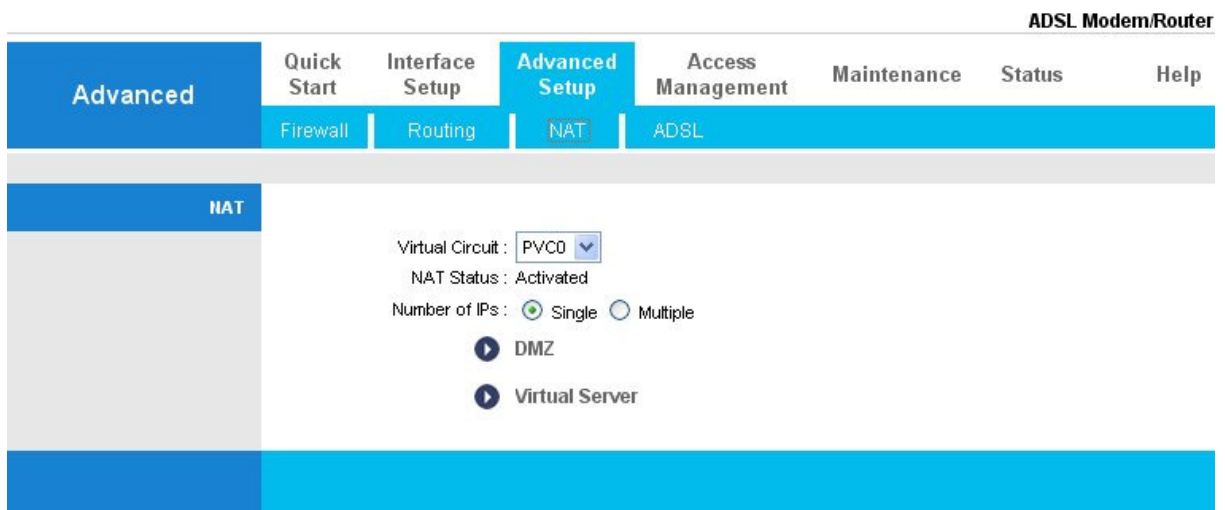 ADSL Modem/Router
Advanced
Quick Start
Interface Setup
Advanced Setup
Access Management
Maintenance
Status
Help
Firewall
Routing
NAT
ADSL
NAT
Virtual Circuit : PVC0
NAT Status : Activated
Number of IPs : Single Multiple
DMZ
Virtual Server